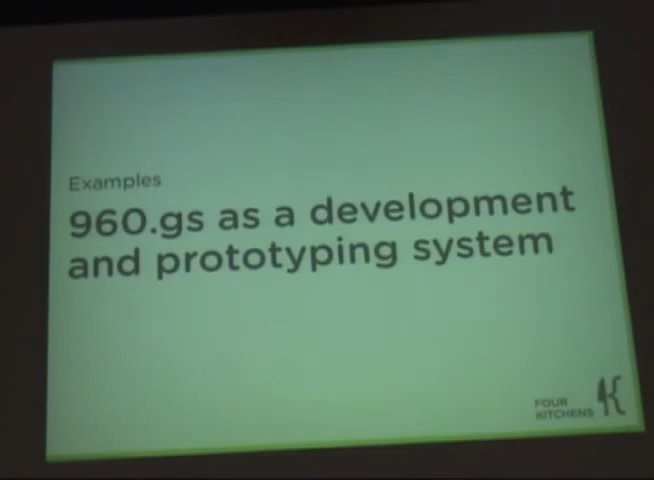 Examples
960.gs as a development
and prototyping system
FOUR
KITCHENS